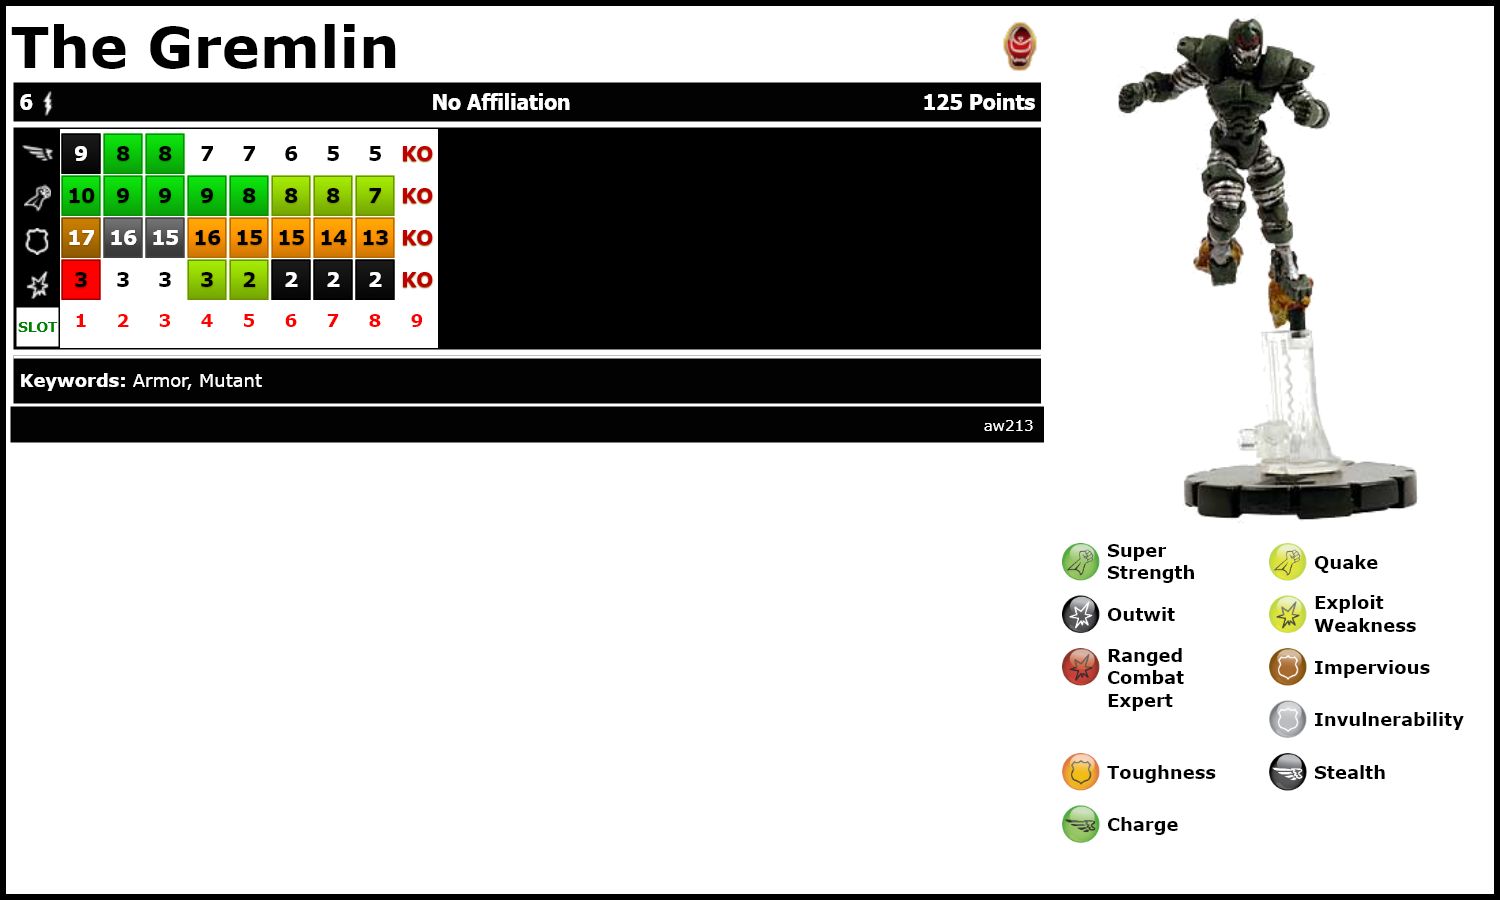 The Gremlin
6 No Affiliation 125 Points
9 8 8 7 7 6 5 5 KO
10 9 9 9 8 8 8 7 KO
17 16 15 16 15 15 14 13 KO
3 3 3 3 2 2 2 2 KO
SLOT 1 2 3 4 5 6 7 8 9
Keywords: Armor, Mutant
aw213
Super
Strength
Quake
Outwit
Exploit
Weakness
Ranged
Combat
Expert
Impervious
Invulnerability
Toughness
Stealth
Charge